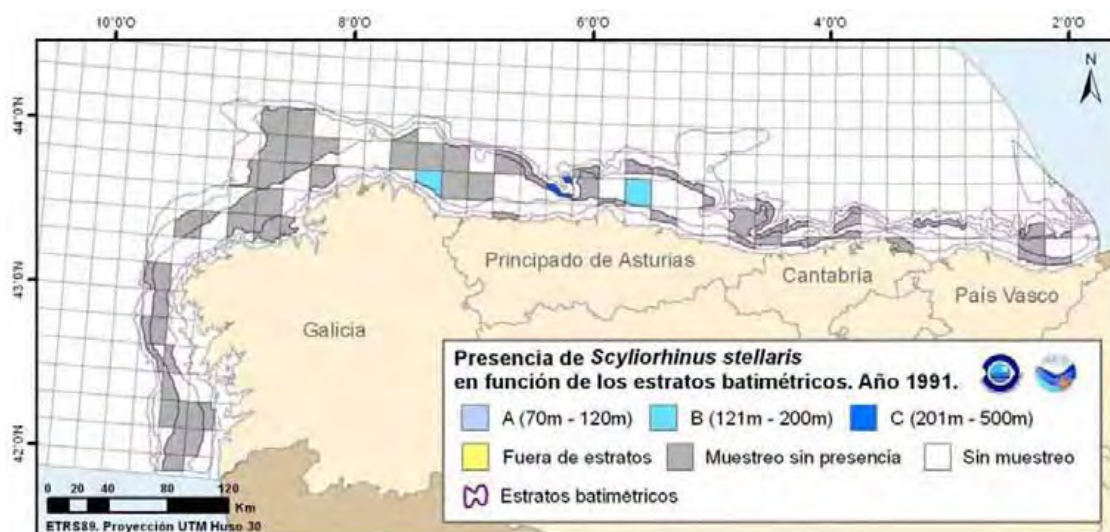 10°0'O 8°0'O 6°0'O 4°0'O 2°0'O
N
44°0'N
43°0'N
42°0'N
Principado de Asturias
Cantabria
País Vasco
Galicia
Presencia de Scyliorhinus stellaris
en función de los estratos batimétricos. Año 1991.
A (70m - 120m) B (121m - 200m) C (201m - 500m)
Fuera de estratos Muestreo sin presencia Sin muestreo
Estratos batimétricos
0 20 40 60 80 120
Km
ETRS89. Proyección UTM Huso 30